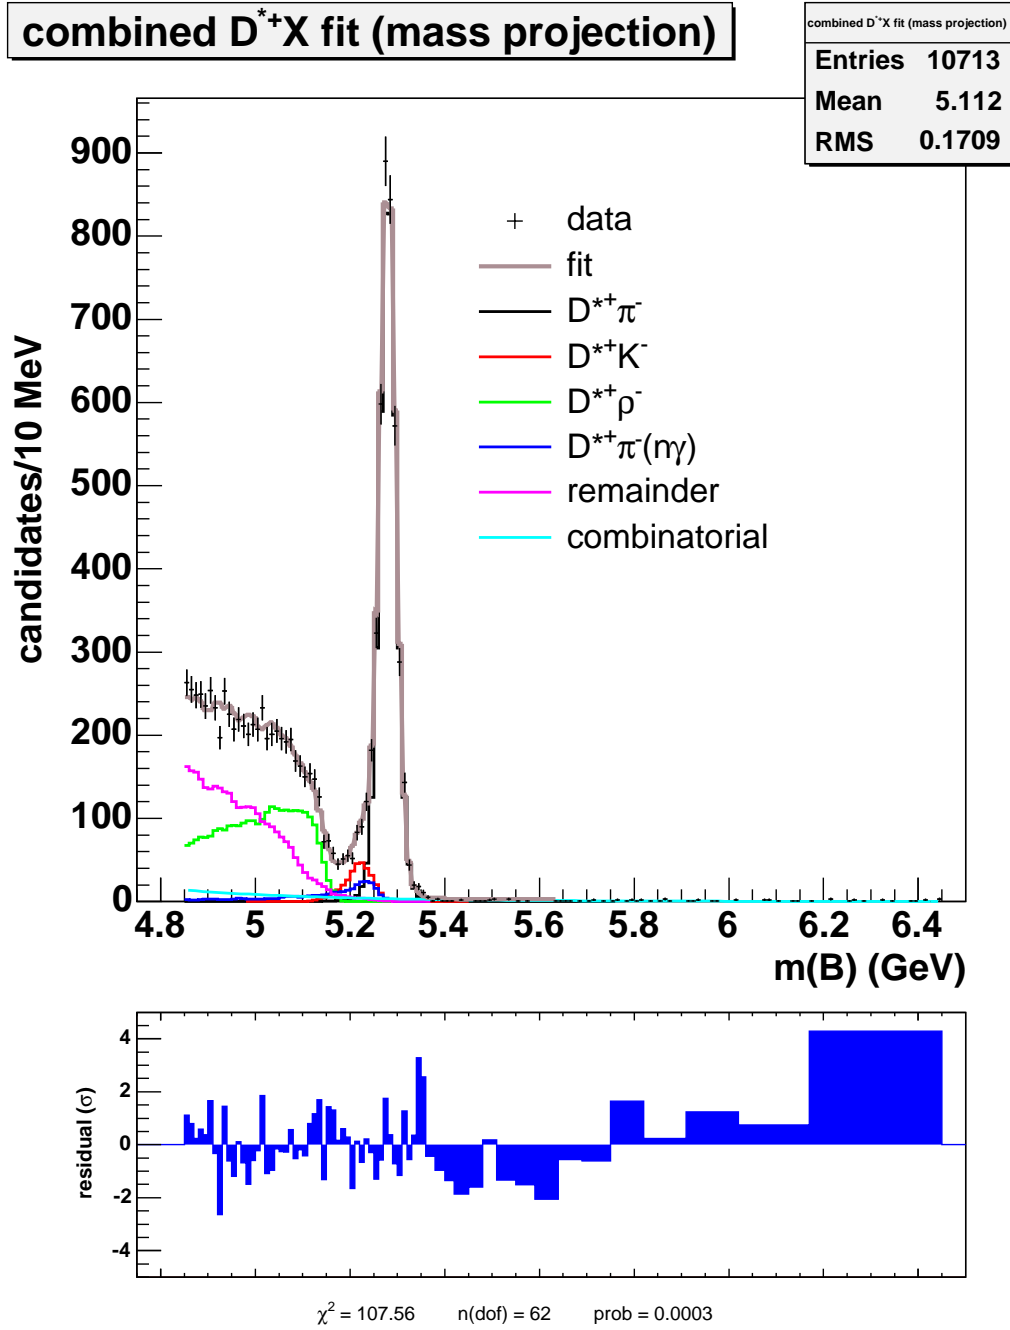 combined D*+X fit (mass projection)
combined D*+X fit (mass projection)
Entries 10713
Mean 5.112
RMS 0.1709
candidates/10 MeV
900
800
700
600
500
400
300
200
100
0
data
fit
D*+π-
D*+K-
D*+ρ-
D*+π-(nγ)
remainder
combinatorial
4.8 5 5.2 5.4 5.6 5.8 6 6.2 6.4
m(B) (GeV)
residual (σ)
4
2
0
-2
-4
χ2 = 107.56 n(dof) = 62 prob = 0.0003